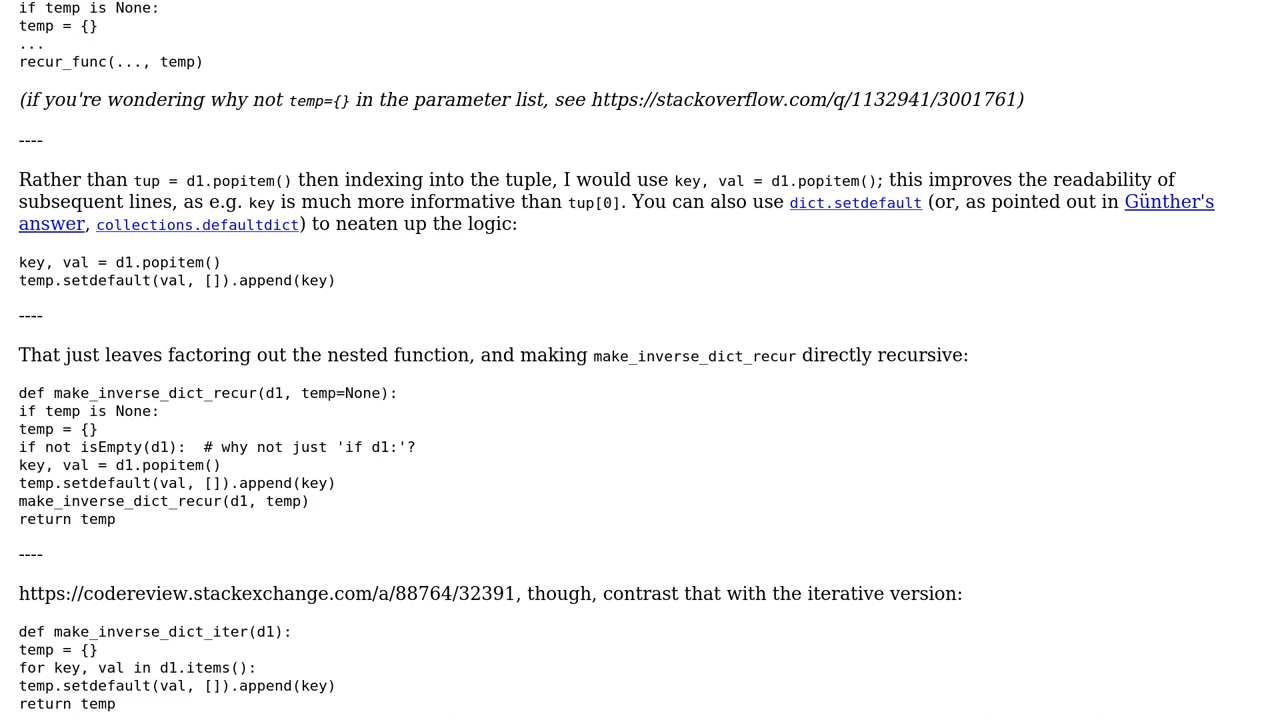 if temp is None:
temp = {}
...
recur_func(..., temp)
(if you're wondering why not temp={} in the parameter list, see https://stackoverflow.com/q/1132941/3001761)
----
Rather than tup = d1.popitem() then indexing into the tuple, I would use key, val = d1.popitem(); this improves the readability of
subsequent lines, as e.g. key is much more informative than tup[0]. You can also use dict.setdefault (or, as pointed out in Günther's
answer, collections.defaultdict) to neaten up the logic:
key, val = d1.popitem()
temp.setdefault(val, []).append(key)
----
That just leaves factoring out the nested function, and making make_inverse_dict_recur directly recursive:
def make_inverse_dict_recur(d1, temp=None):
if temp is None:
temp = {}
if not isEmpty(d1):  # why not just 'if d1:'?
key, val = d1.popitem()
temp.setdefault(val, []).append(key)
make_inverse_dict_recur(d1, temp)
return temp
----
https://codereview.stackexchange.com/a/88764/32391, though, contrast that with the iterative version:
def make_inverse_dict_iter(d1):
temp = {}
for key, val in d1.items():
temp.setdefault(val, []).append(key)
return temp